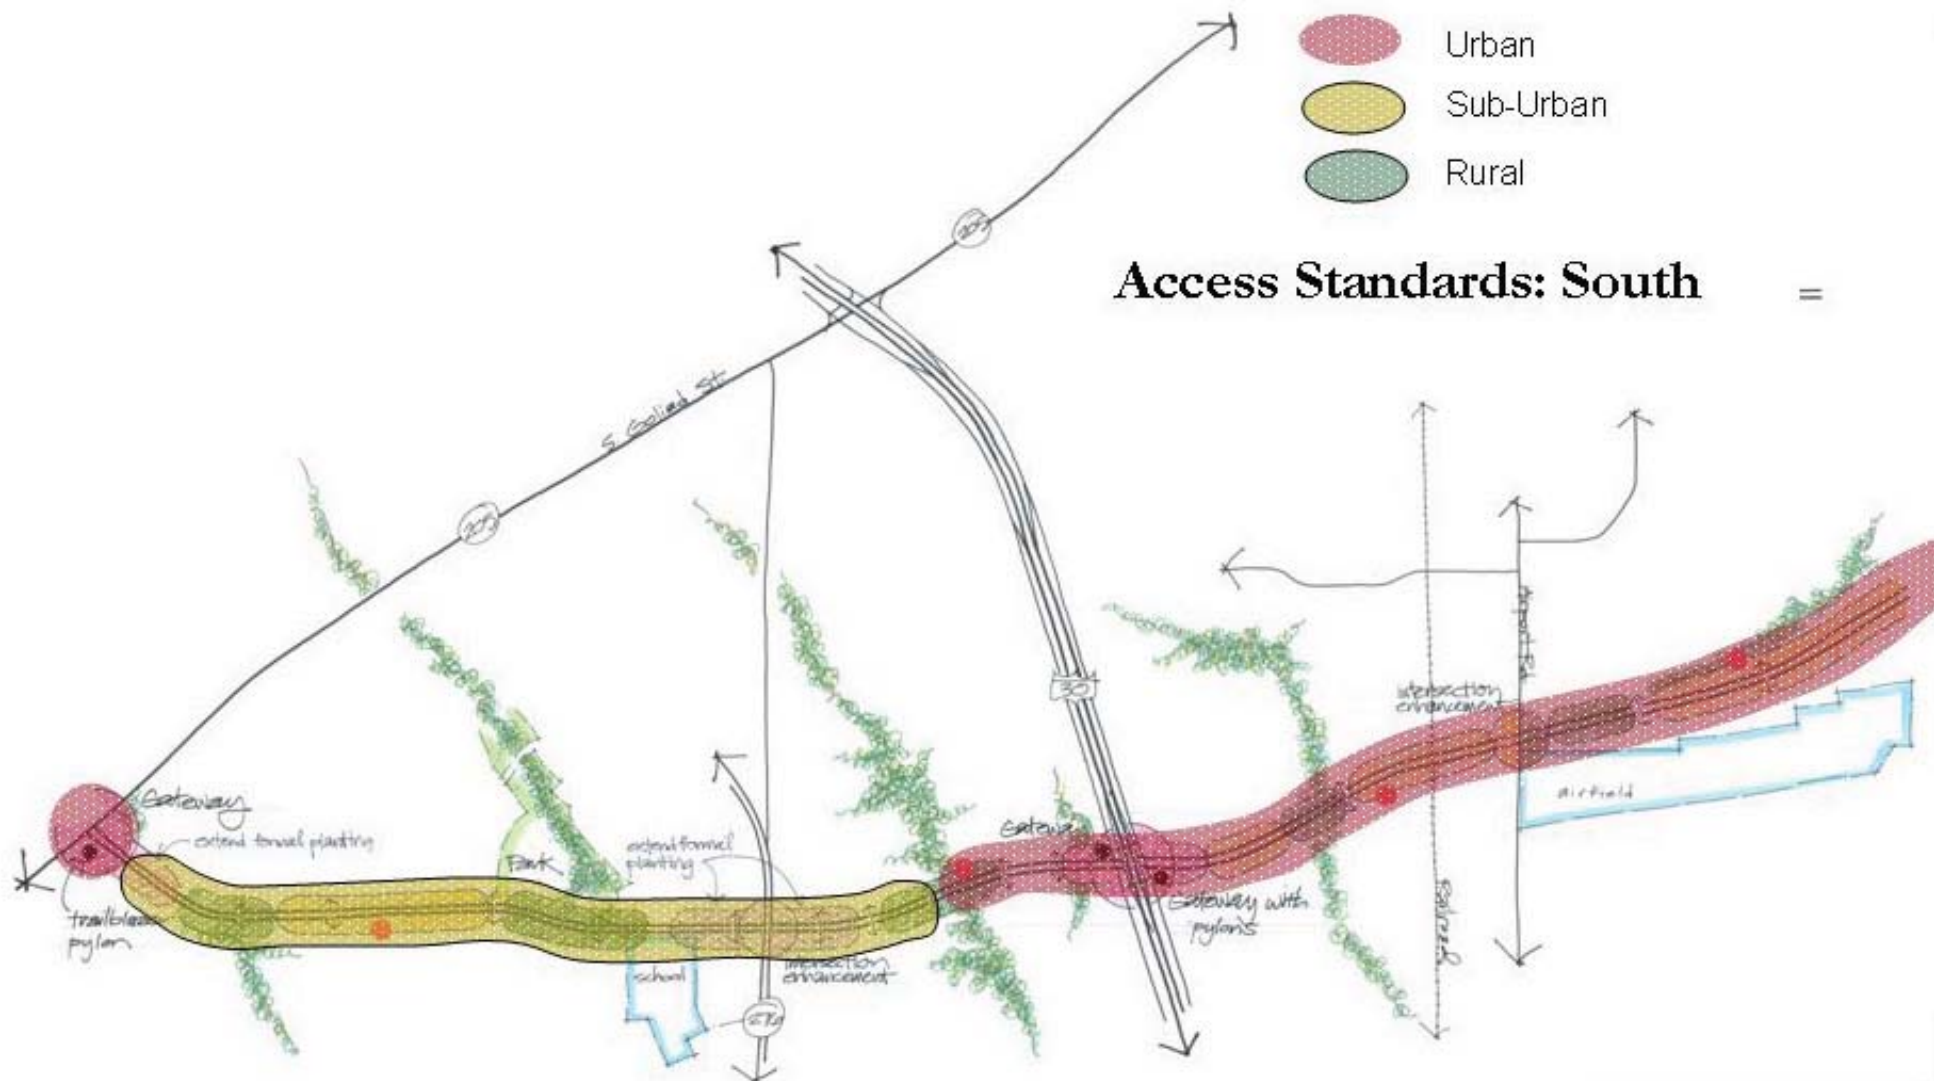 Urban
Sub-Urban
Rural
205
Access Standards: South
=
S Goliad St
205
30
intersection
enhancement
Airport Rd
airfield
Gateway
extend formal planting
Park
extend formal
planting
Gateway
trailblazer
pylon
school
intersection
enhancement
Gateway with
pylons
Railroad